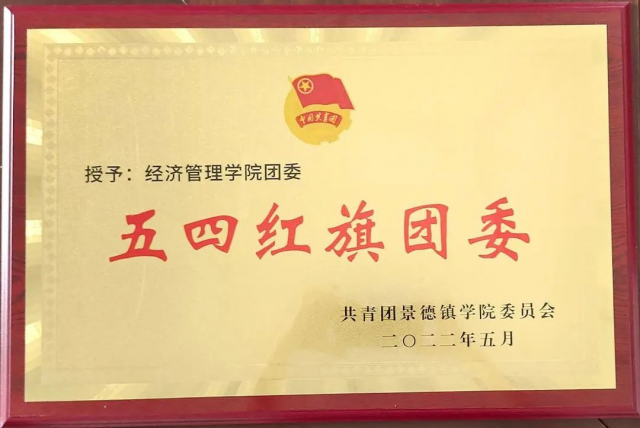 中国共青团
授予：经济管理学院团委
五四红旗团委
共青团景德镇学院委员会
二〇二二年五月